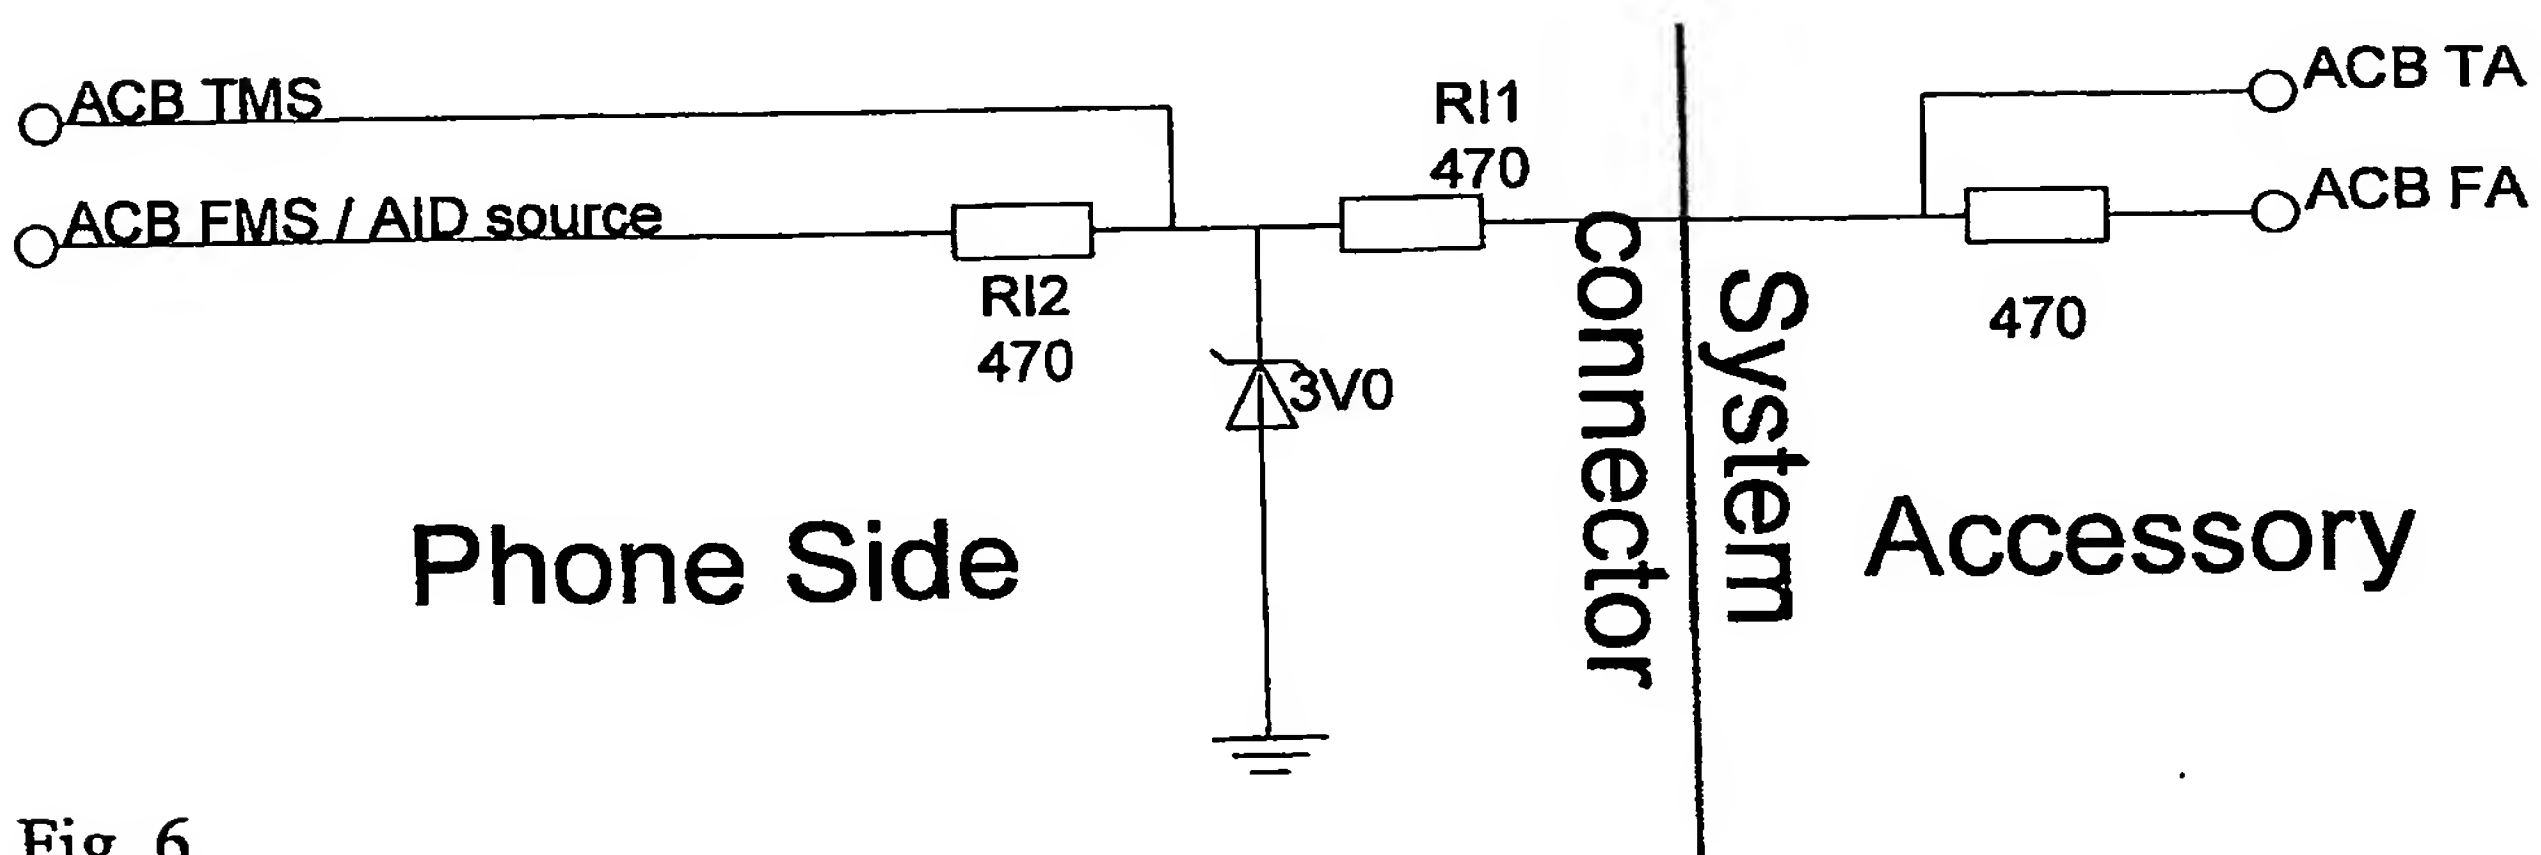 ACB TMS
ACB FMS / AID source
RI2
470
3V0
RI1
470
connector
System
ACB TA
ACB FA
470
Phone Side
Accessory
Fig. 6